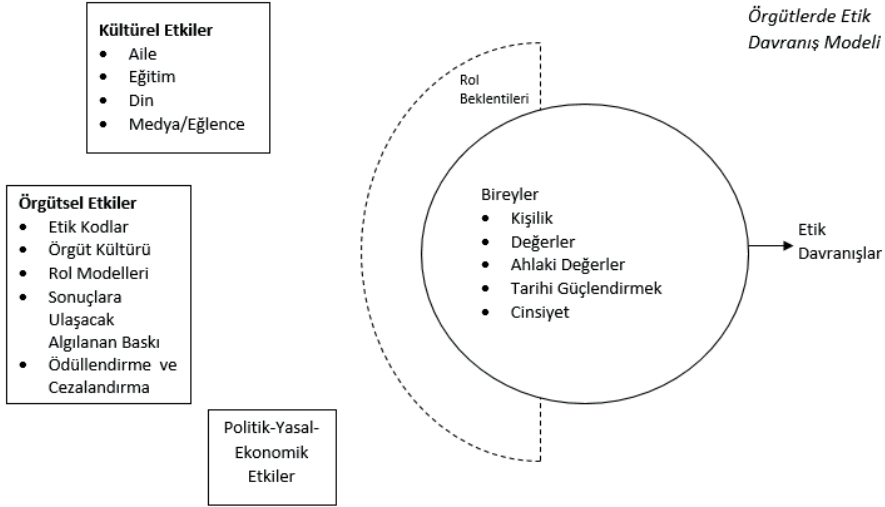 Örgütlerde Etik
Davranış Modeli
Kültürel Etkiler
• Aile
• Eğitim
• Din
• Medya/Eğlence
Rol
Beklentileri
Örgütsel Etkiler
• Etik Kodlar
• Örgüt Kültürü
• Rol Modelleri
• Sonuçlara
Ulaşacak
Algılanan Baskı
• Ödüllendirme ve
Cezalandırma
Bireyler
• Kişilik
• Değerler
• Ahlaki Değerler
• Tarihi Güçlendirmek
• Cinsiyet
Etik
Davranışlar
Politik-Yasal-
Ekonomik
Etkiler